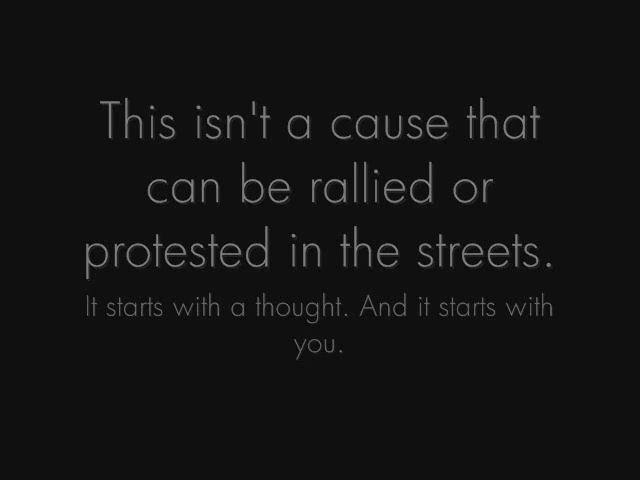 This isn't a cause that
can be rallied or
protested in the streets.
It starts with a thought. And it starts with
you.